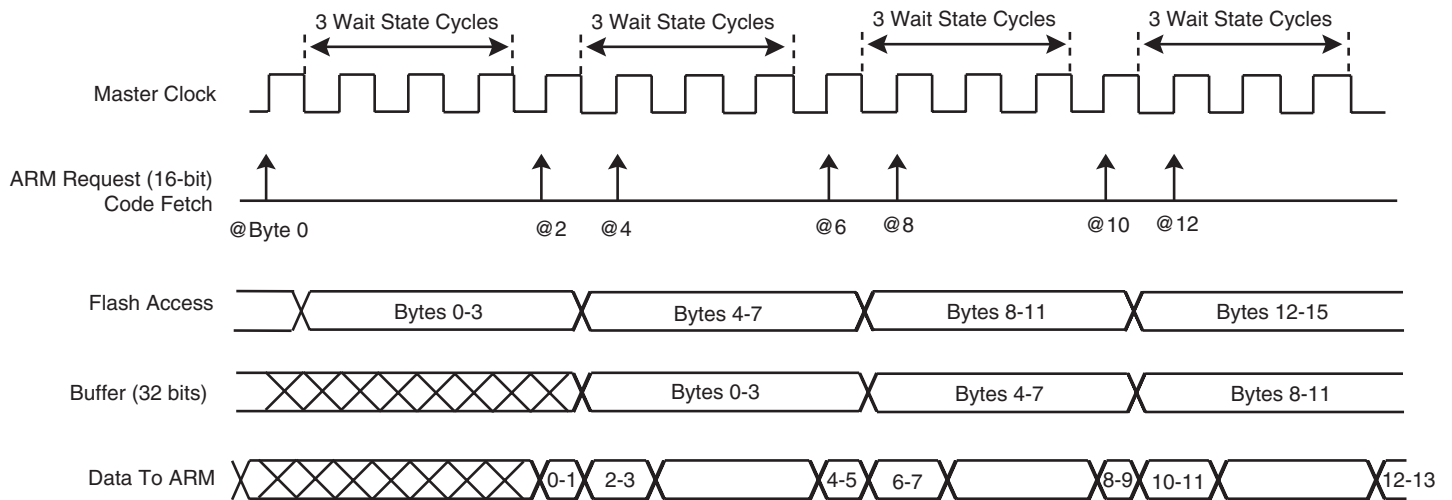 3 Wait State Cycles 3 Wait State Cycles 3 Wait State Cycles 3 Wait State Cycles
Master Clock
ARM Request (16-bit)
Code Fetch
@Byte 0 @2 @4 @6 @8 @10 @12
Flash Access Bytes 0-3 Bytes 4-7 Bytes 8-11 Bytes 12-15
Buffer (32 bits) Bytes 0-3 Bytes 4-7 Bytes 8-11
Data To ARM 0-1 2-3 4-5 6-7 8-9 10-11 12-13